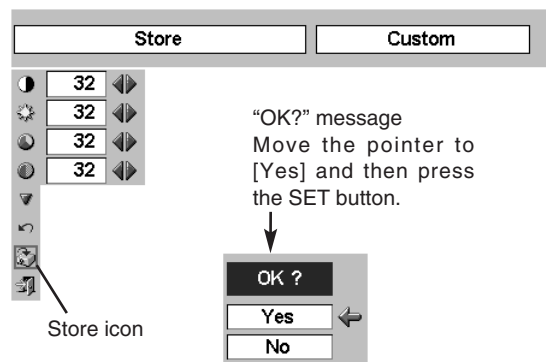 Store Custom
32
32
32
32
“OK?” message
Move the pointer to
[Yes] and then press
the SET button.
OK ?
Yes
No
Store icon